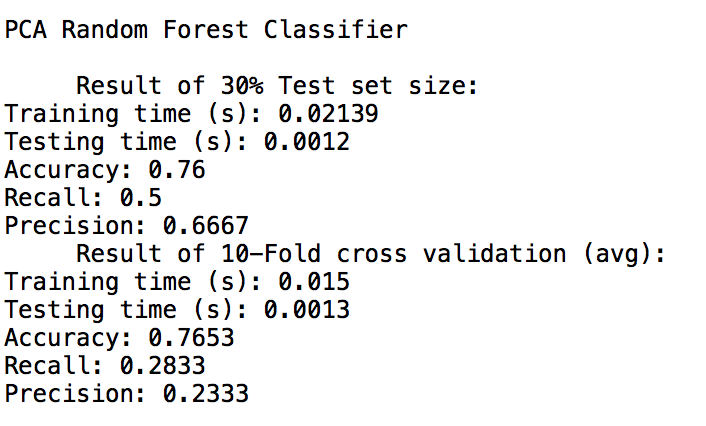 PCA Random Forest Classifier
Result of 30% Test set size:
Training time (s): 0.02139
Testing time (s): 0.0012
Accuracy: 0.76
Recall: 0.5
Precision: 0.6667
Result of 10-Fold cross validation (avg):
Training time (s): 0.015
Testing time (s): 0.0013
Accuracy: 0.7653
Recall: 0.2833
Precision: 0.2333